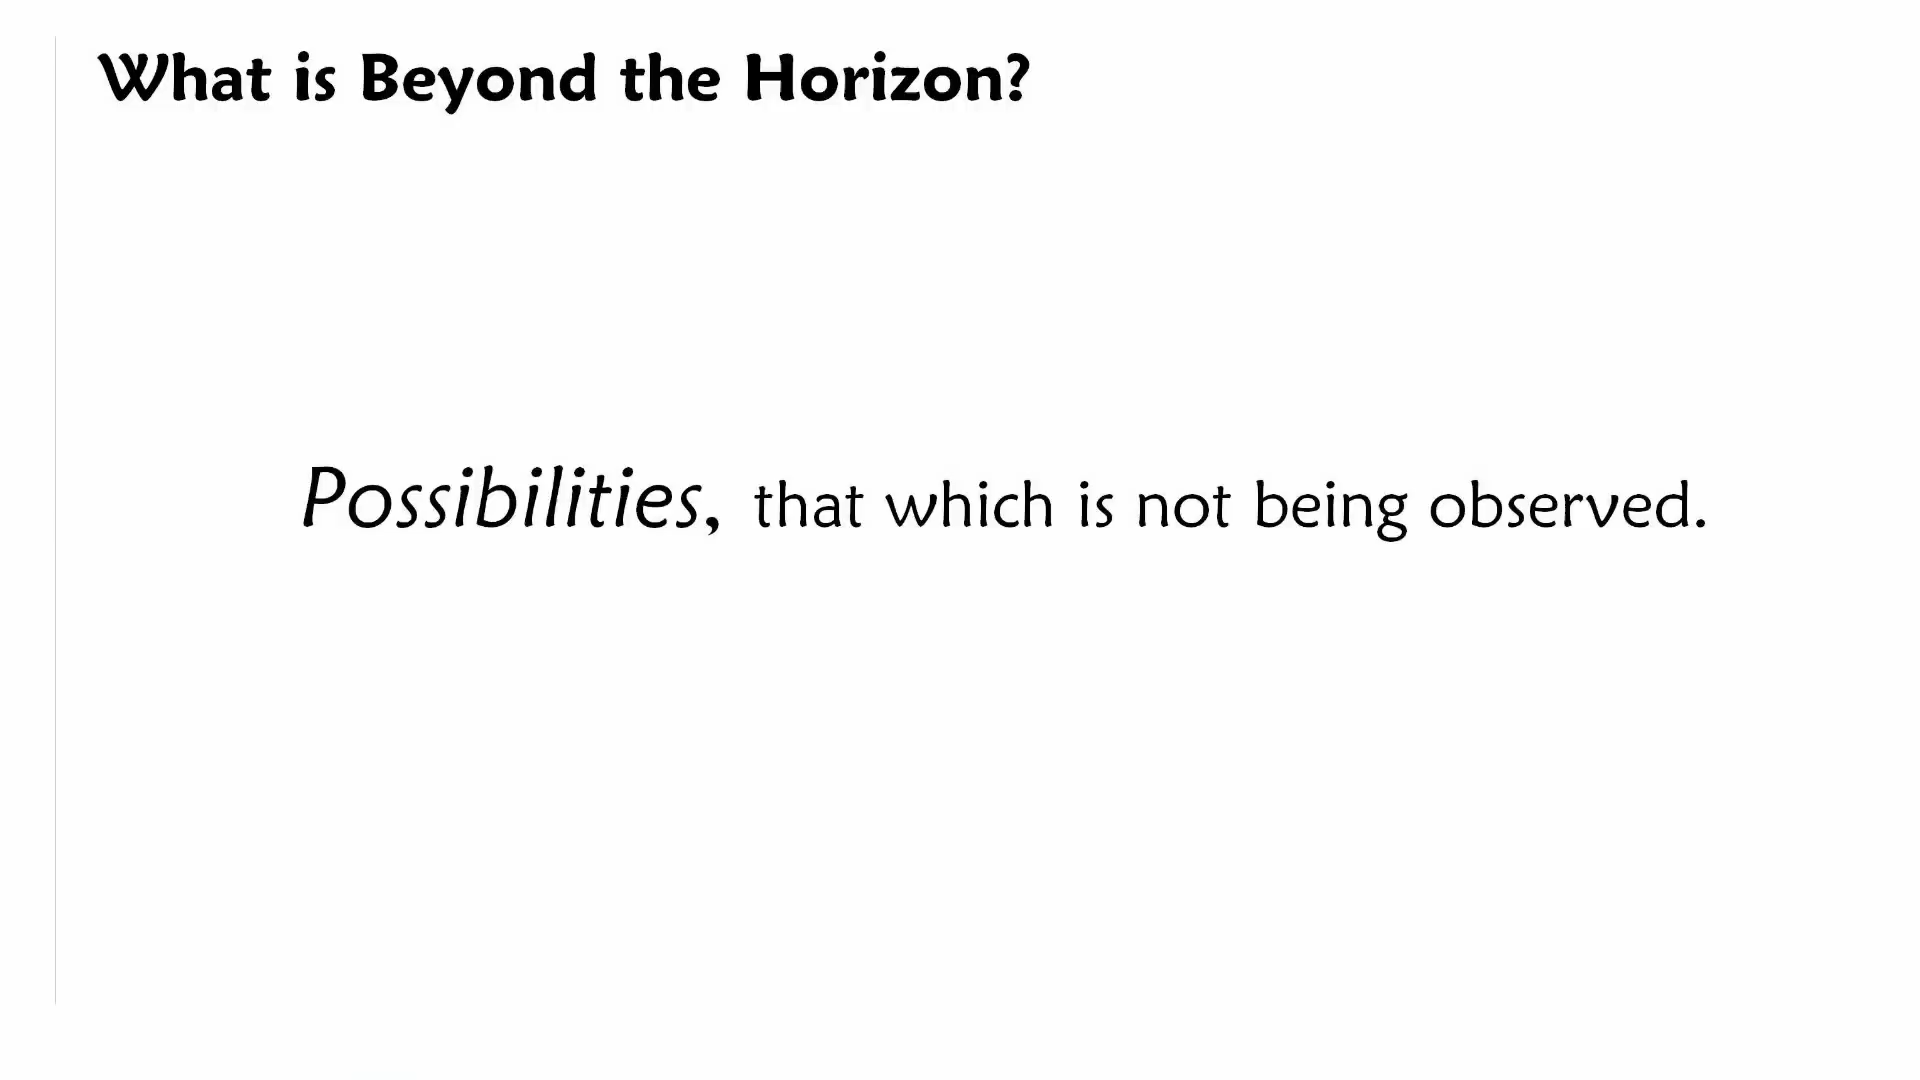 What is Beyond the Horizon?
Possibilities, that which is not being observed.